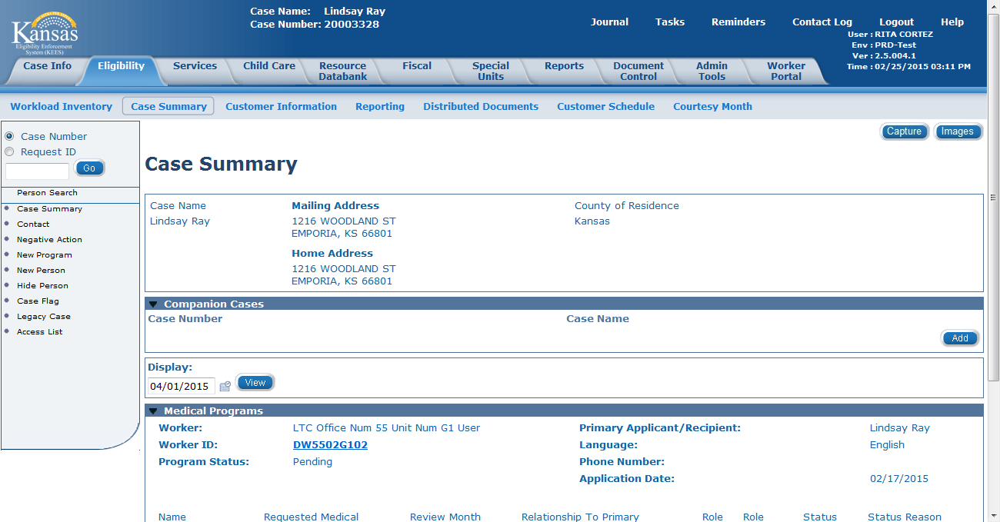 Kansas
Eligibility Enforcement
System (KEES)
Case Name: Lindsay Ray
Case Number: 20003328
Journal Tasks Reminders Contact Log Logout Help
User : RITA CORTEZ
Env : PRD-Test
Ver : 2.5.004.1
Time : 02/25/2015 03:11 PM
Case Info
Eligibility
Services
Child Care
Resource
Databank
Fiscal
Special
Units
Reports
Document
Control
Admin
Tools
Worker
Portal
Workload Inventory Case Summary Customer Information Reporting Distributed Documents Customer Schedule Courtesy Month
Case Number
Request ID
Go
Person Search
Case Summary
Contact
Negative Action
New Program
New Person
Hide Person
Case Flag
Legacy Case
Access List
Capture Images
Case Summary
Case Name
Lindsay Ray
Mailing Address
1216 WOODLAND ST
EMPORIA, KS 66801
Home Address
1216 WOODLAND ST
EMPORIA, KS 66801
County of Residence
Kansas
Companion Cases
Case Number Case Name
Add
Display:
04/01/2015 View
Medical Programs
Worker: LTC Office Num 55 Unit Num G1 User Primary Applicant/Recipient: Lindsay Ray
Worker ID: DW5502G102 Language: English
Program Status: Pending Phone Number:
Application Date: 02/17/2015
Name Requested Medical Review Month Relationship To Primary Role Role Status Status Reason